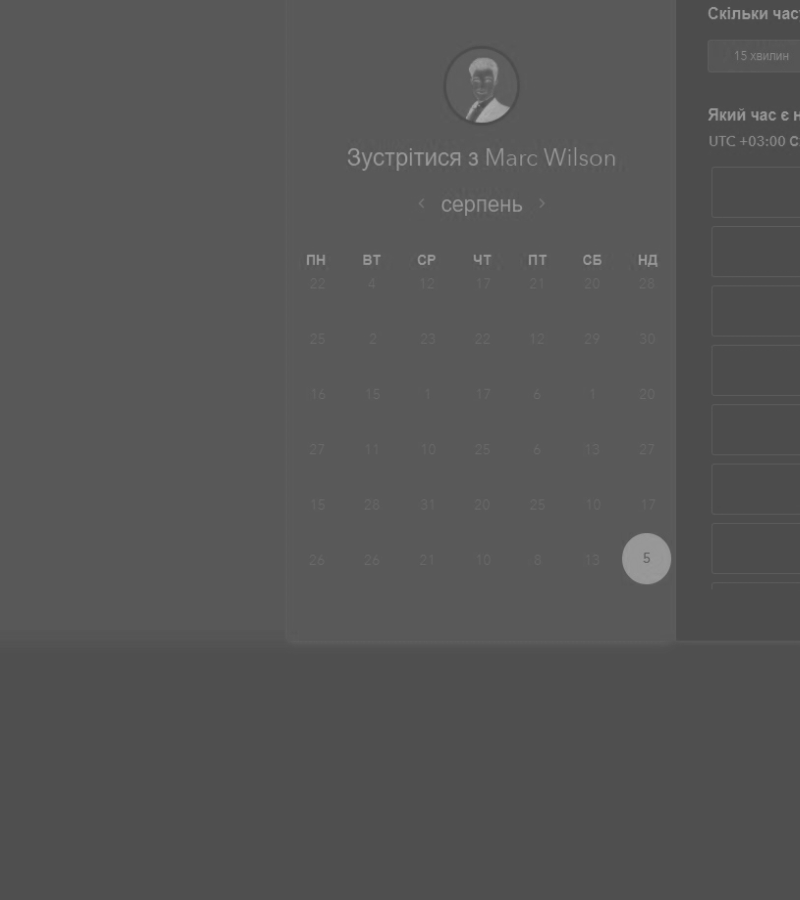 Скільки час
15 хвилин
Який час є н
UTC +03:00 С
Зустрітися з Marc Wilson
серпень
ПН ВТ СР ЧТ ПТ СБ НД
22 4 12 17 21 20 28
25 2 23 22 12 29 30
16 15 1 17 6 1 20
27 11 10 25 6 13 27
15 28 31 20 25 10 17
26 26 21 10 8 13 5